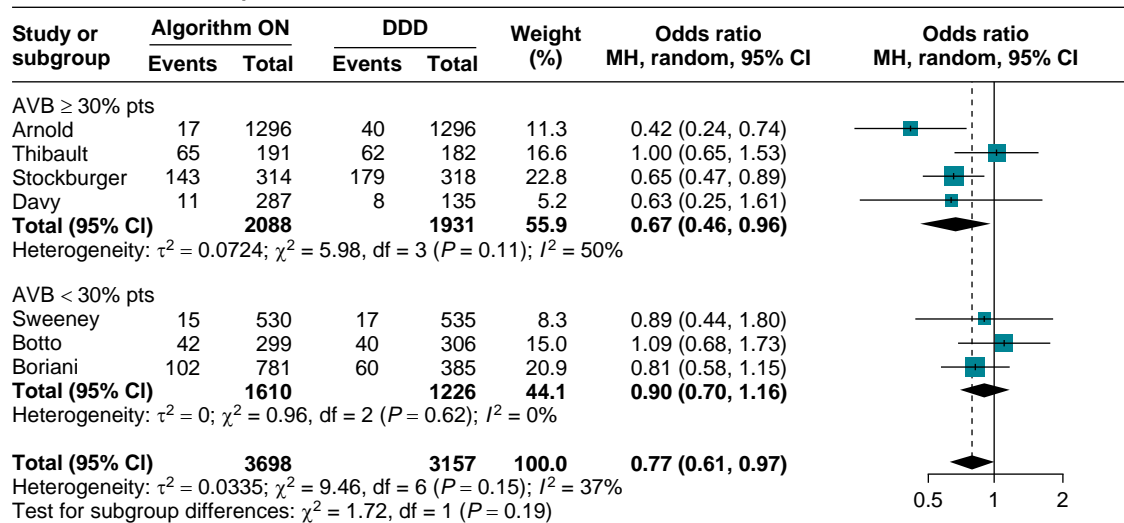 Study or subgroup Algorithm ON DDD Weight (%) Odds ratio MH, random, 95% CI Odds ratio MH, random, 95% CI
Events Total Events Total
AVB ≥ 30% pts
Arnold 17 1296 40 1296 11.3 0.42 (0.24, 0.74)
Thibault 65 191 62 182 16.6 1.00 (0.65, 1.53)
Stockburger 143 314 179 318 22.8 0.65 (0.47, 0.89)
Davy 11 287 8 135 5.2 0.63 (0.25, 1.61)
Total (95% CI) 2088 1931 55.9 0.67 (0.46, 0.96)
Heterogeneity: τ² = 0.0724; χ² = 5.98, df = 3 (P = 0.11); I² = 50%
AVB < 30% pts
Sweeney 15 530 17 535 8.3 0.89 (0.44, 1.80)
Botto 42 299 40 306 15.0 1.09 (0.68, 1.73)
Boriani 102 781 60 385 20.9 0.81 (0.58, 1.15)
Total (95% CI) 1610 1226 44.1 0.90 (0.70, 1.16)
Heterogeneity: τ² = 0; χ² = 0.96, df = 2 (P = 0.62); I² = 0%
Total (95% CI) 3698 3157 100.0 0.77 (0.61, 0.97)
Heterogeneity: τ² = 0.0335; χ² = 9.46, df = 6 (P = 0.15); I² = 37%
Test for subgroup differences: χ² = 1.72, df = 1 (P = 0.19)
0.5 1 2